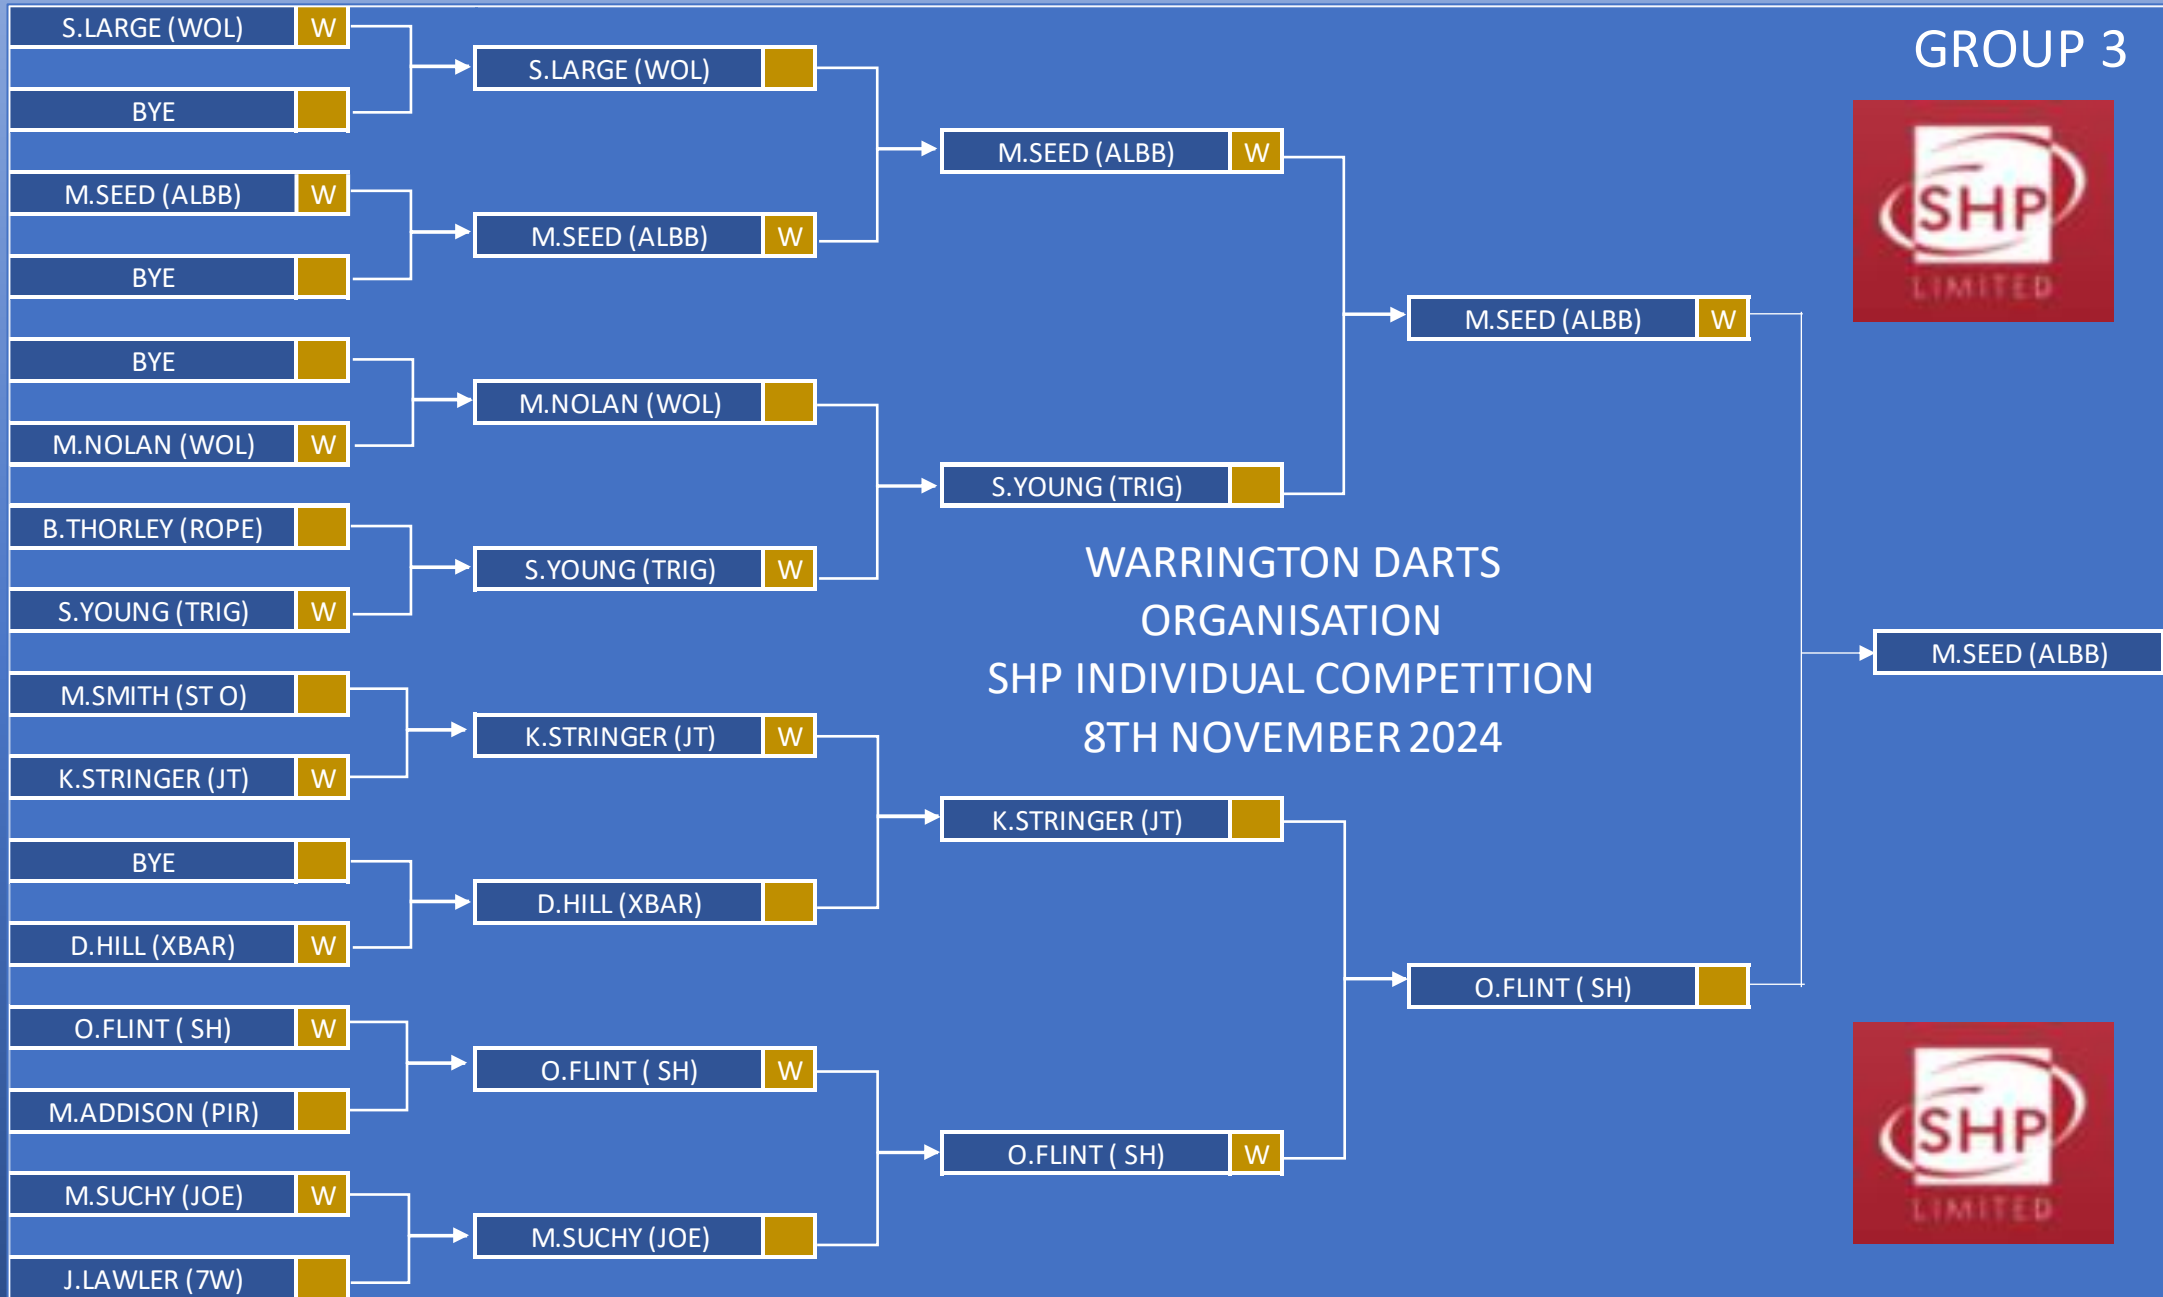 GROUP 3
S.LARGE (WOL) W
BYE
M.SEED (ALBB) W
BYE
BYE
M.NOLAN (WOL) W
B.THORLEY (ROPE)
S.YOUNG (TRIG) W
M.SMITH (ST O)
K.STRINGER (JT) W
BYE
D.HILL (XBAR) W
O.FLINT ( SH) W
M.ADDISON (PIR)
M.SUCHY (JOE) W
J.LAWLER (7W)
S.LARGE (WOL)
M.SEED (ALBB) W
M.NOLAN (WOL)
S.YOUNG (TRIG) W
K.STRINGER (JT) W
D.HILL (XBAR)
O.FLINT ( SH) W
M.SUCHY (JOE)
M.SEED (ALBB) W
S.YOUNG (TRIG)
WARRINGTON DARTS
ORGANISATION
SHP INDIVIDUAL COMPETITION
8TH NOVEMBER 2024
K.STRINGER (JT)
O.FLINT ( SH) W
M.SEED (ALBB) W
O.FLINT ( SH)
M.SEED (ALBB)
SHP
LIMITED
SHP
LIMITED